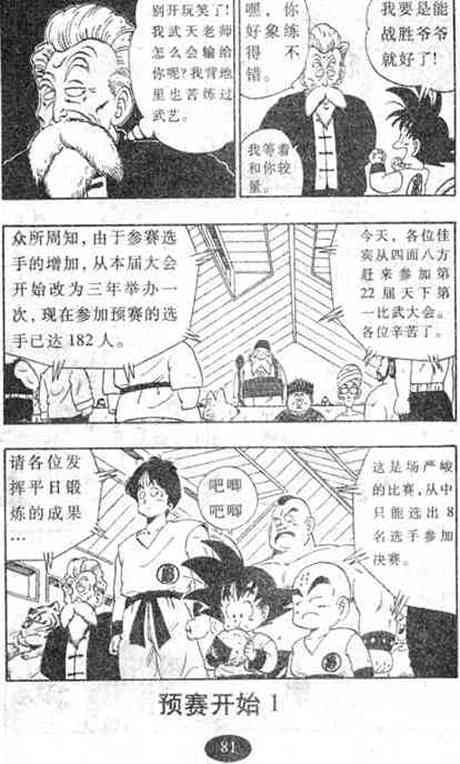 我要是能
战胜爷爷
就好了!
嘿,你
好象练
得不
错。
我等着
和你较
量。
别开玩笑了!
我武天老师
怎么会输给
你呢?我背地
里也苦练过
武艺。
今天,各位佳
宾从四面八方
赶来参加第
22届天下第
一比武大会。
各位辛苦了。
众所周知,由于参赛选
手的增加,从本届大会
开始改为三年举办一
次,现在参加预赛的选
手已达182人。
这是场严峻
的比赛,从中
只能选出8
名选手参加
决赛。
吧唧
吧唧
请各位发
挥平日锻
炼的成果
…
预赛开始1
81